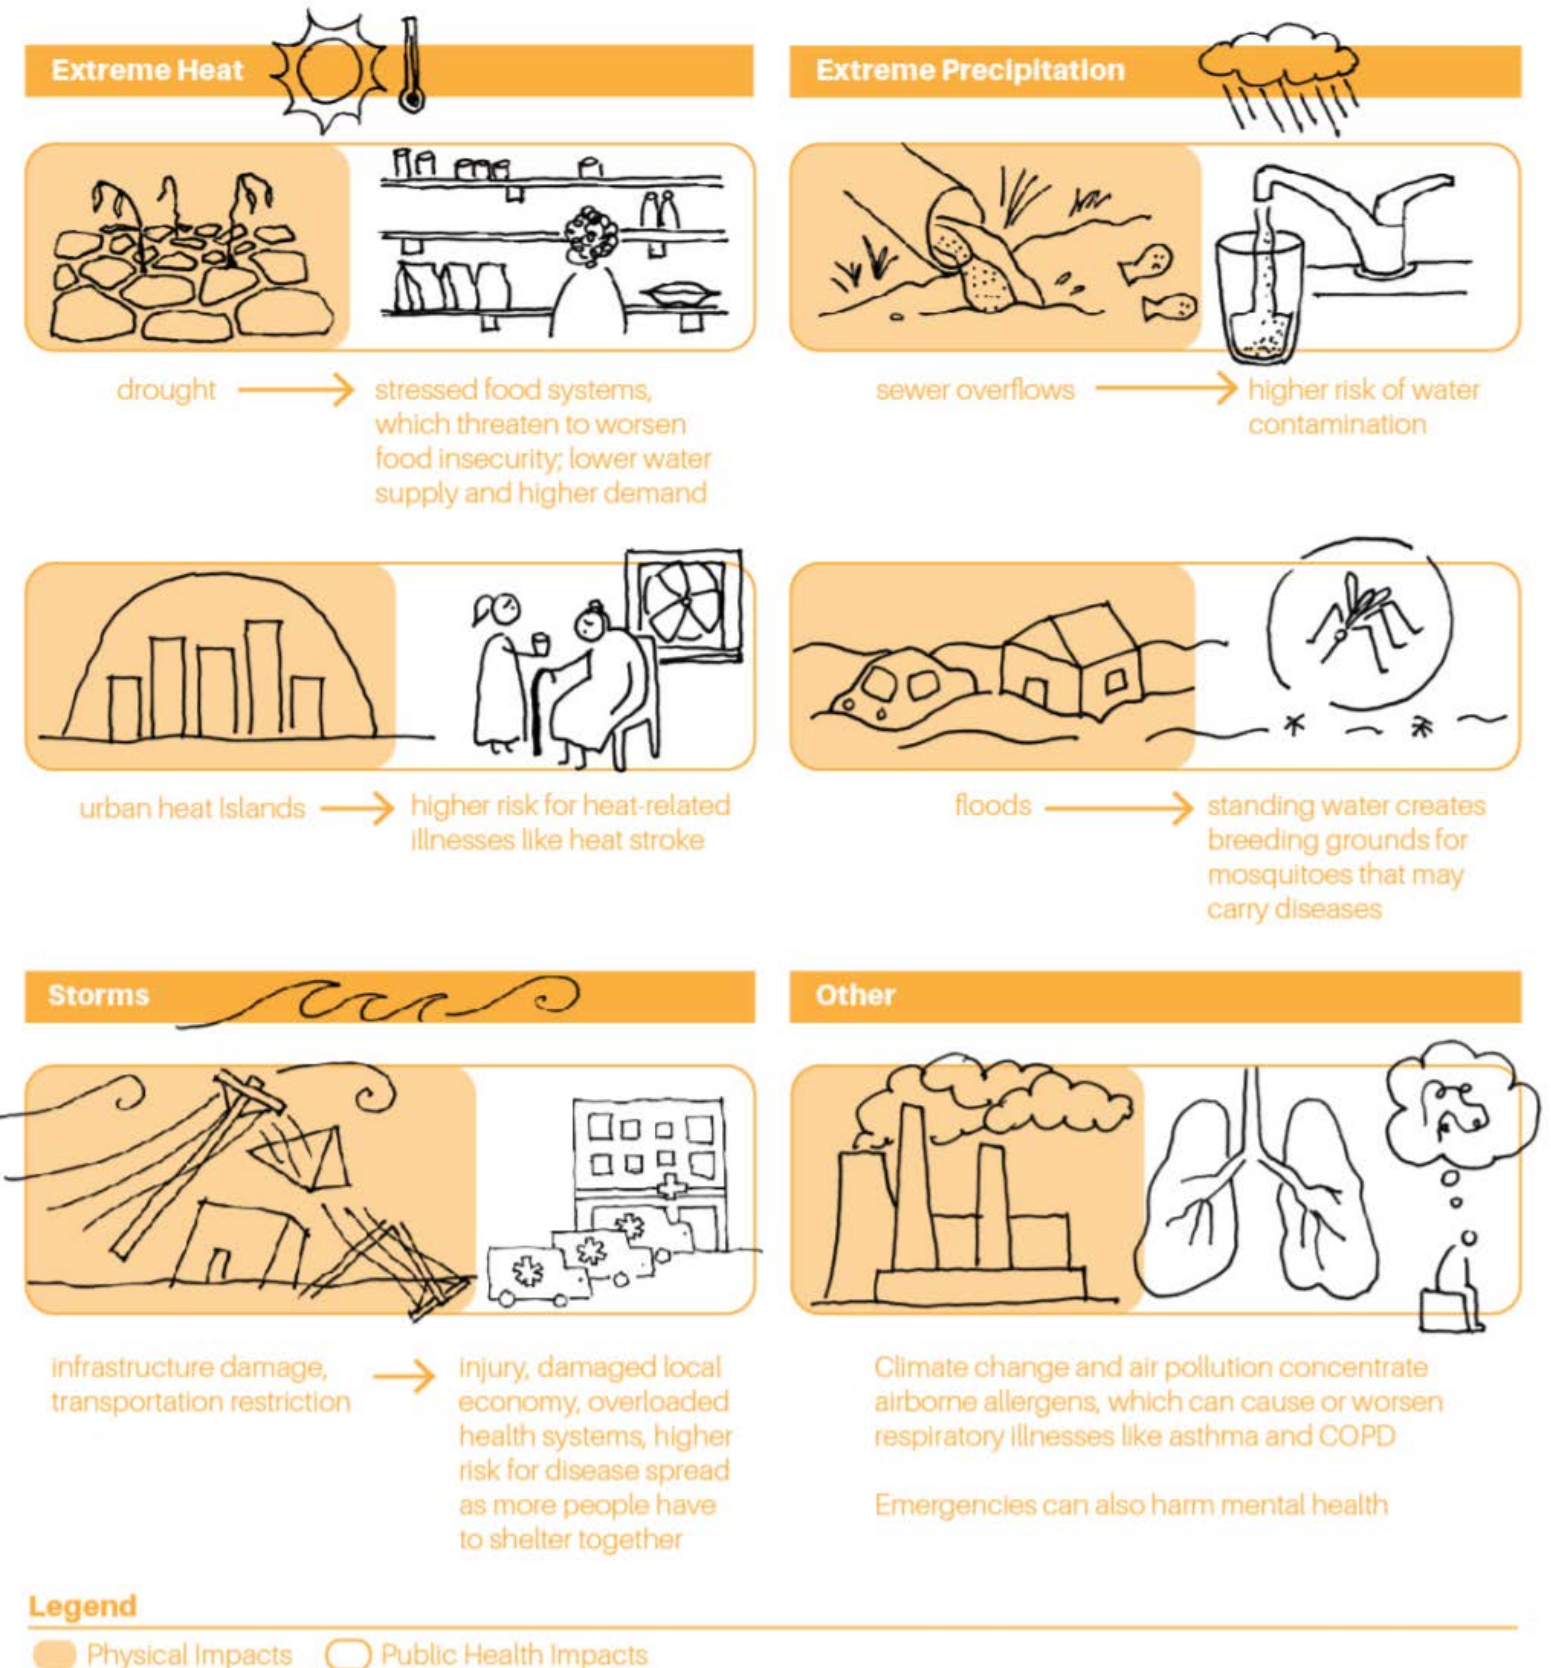 Extreme Heat
drought
stressed food systems,
which threaten to worsen
food insecurity; lower water
supply and higher demand
urban heat Islands
higher risk for heat-related
illnesses like heat stroke
Extreme Precipitation
sewer overflows
higher risk of water
contamination
floods
standing water creates
breeding grounds for
mosquitoes that may
carry diseases
Storms
infrastructure damage,
transportation restriction
injury, damaged local
economy, overloaded
health systems, higher
risk for disease spread
as more people have
to shelter together
Other
Climate change and air pollution concentrate
airborne allergens, which can cause or worsen
respiratory illnesses like asthma and COPD
Emergencies can also harm mental health
Legend
Physical Impacts
Public Health Impacts